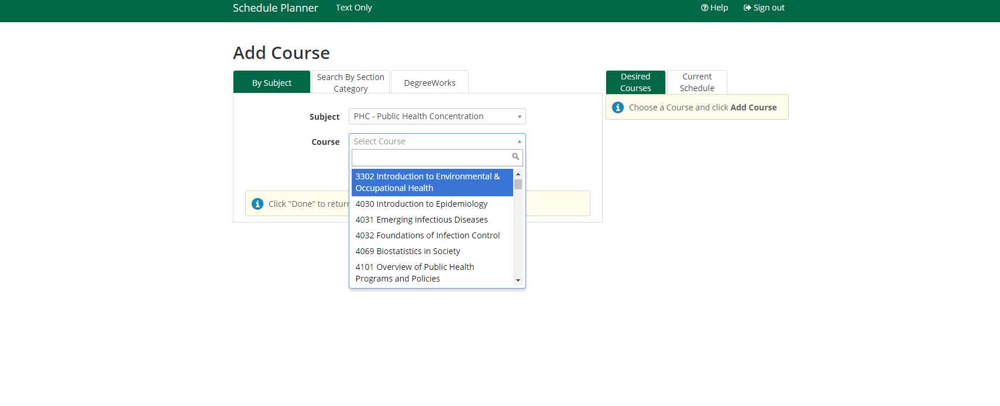 Schedule Planner Text Only Help Sign out
Add Course
By Subject
Search By Section
Category
DegreeWorks
Subject PHC - Public Health Concentration
Course Select Course
3302 Introduction to Environmental &
Occupational Health
4030 Introduction to Epidemiology
4031 Emerging Infectious Diseases
4032 Foundations of Infection Control
4069 Biostatistics in Society
4101 Overview of Public Health
Programs and Policies
Click "Done" to return
Desired
Courses
Current
Schedule
Choose a Course and click Add Course